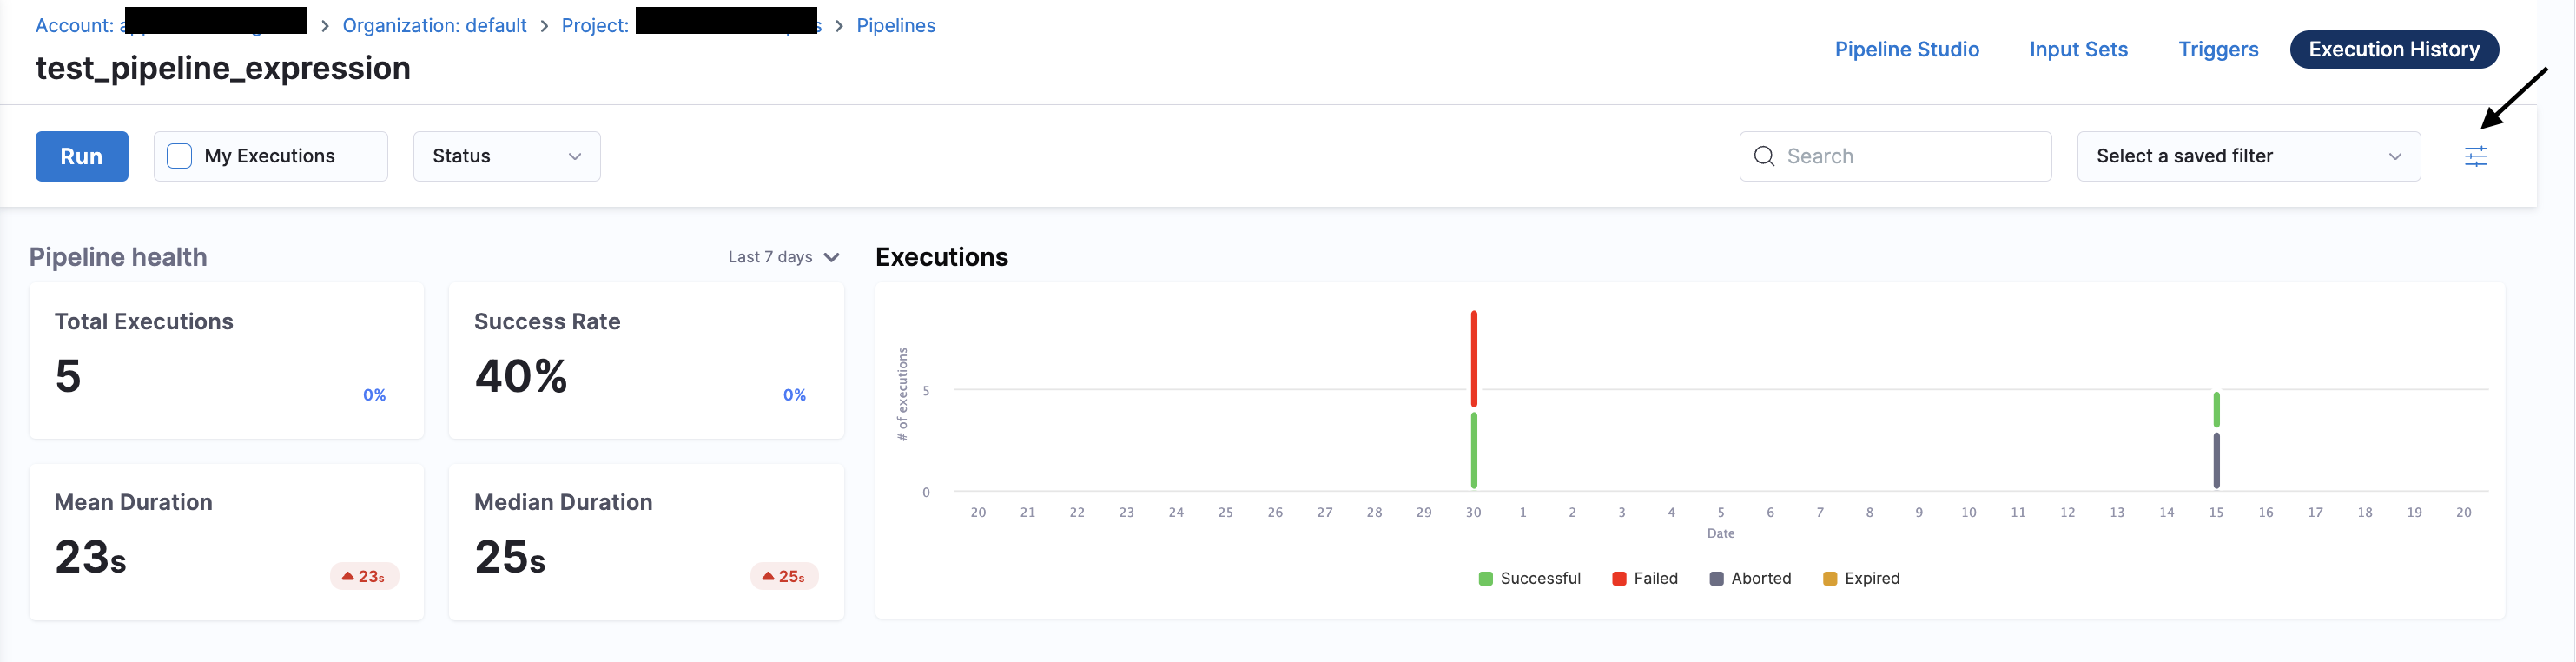 Account: › Organization: default › Project: › Pipelines
test_pipeline_expression
Pipeline Studio Input Sets Triggers Execution History
Run My Executions Status Search Select a saved filter
Pipeline health Last 7 days
Total Executions
5
0%
Success Rate
40%
0%
Mean Duration
23s
23s
Median Duration
25s
25s
Executions
# of executions
5
0
20 21 22 23 24 25 26 27 28 29 30 1 2 3 4 5 6 7 8 9 10 11 12 13 14 15 16 17 18 19 20
Date
Successful Failed Aborted Expired